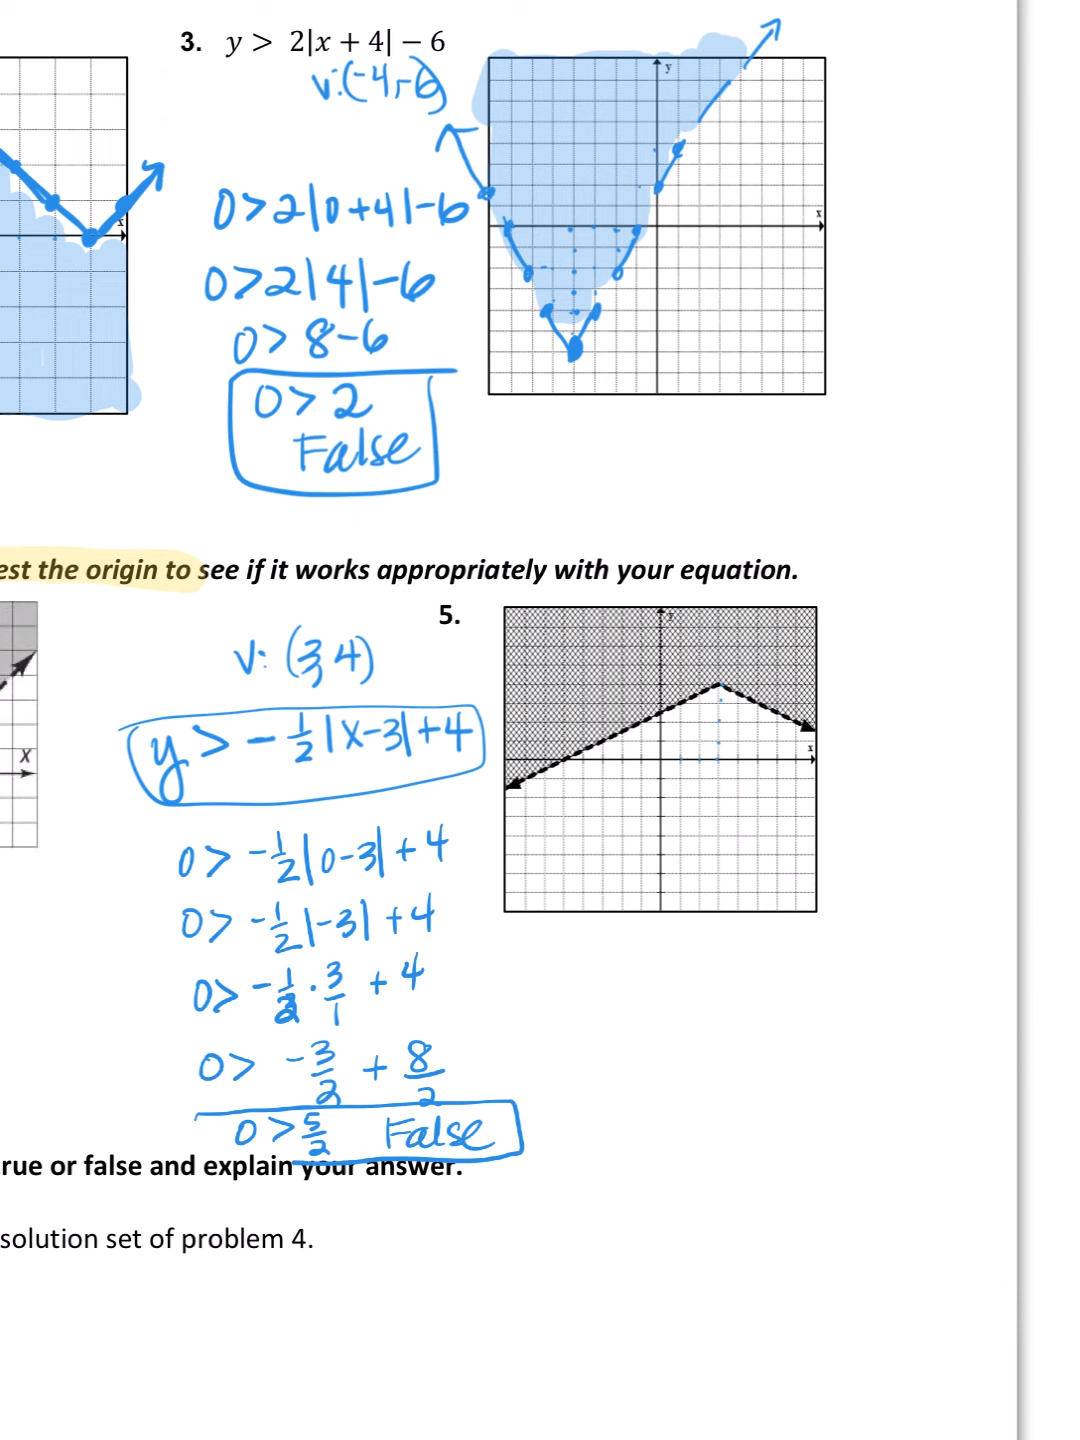 3. y > 2|x + 4| − 6
v:(-4,-6)
y
x
x
0>2|0+4|-6
0>2|4|-6
0>8-6
0>2
False
est the origin to see if it works appropriately with your equation.
5.
y
x
X
V: (3,4)
y>-1/2|x-3|+4
0>-1/2|0-3|+4
0>-1/2|-3|+4
0>-1/2·3/1+4
0>-3/2+8/2
0>5/2 False
rue or false and explain your answer.
solution set of problem 4.